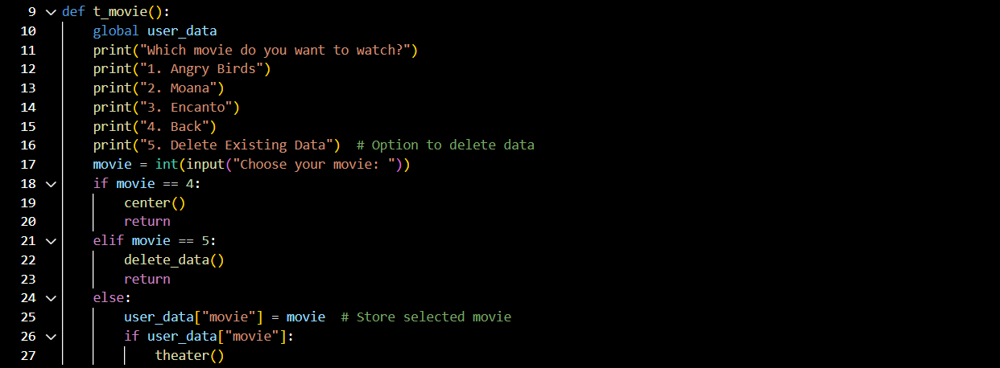 9 def t_movie():
10     global user_data
11     print("Which movie do you want to watch?")
12     print("1. Angry Birds")
13     print("2. Moana")
14     print("3. Encanto")
15     print("4. Back")
16     print("5. Delete Existing Data")  # Option to delete data
17     movie = int(input("Choose your movie: "))
18     if movie == 4:
19         center()
20         return
21     elif movie == 5:
22         delete_data()
23         return
24     else:
25         user_data["movie"] = movie  # Store selected movie
26         if user_data["movie"]:
27             theater()